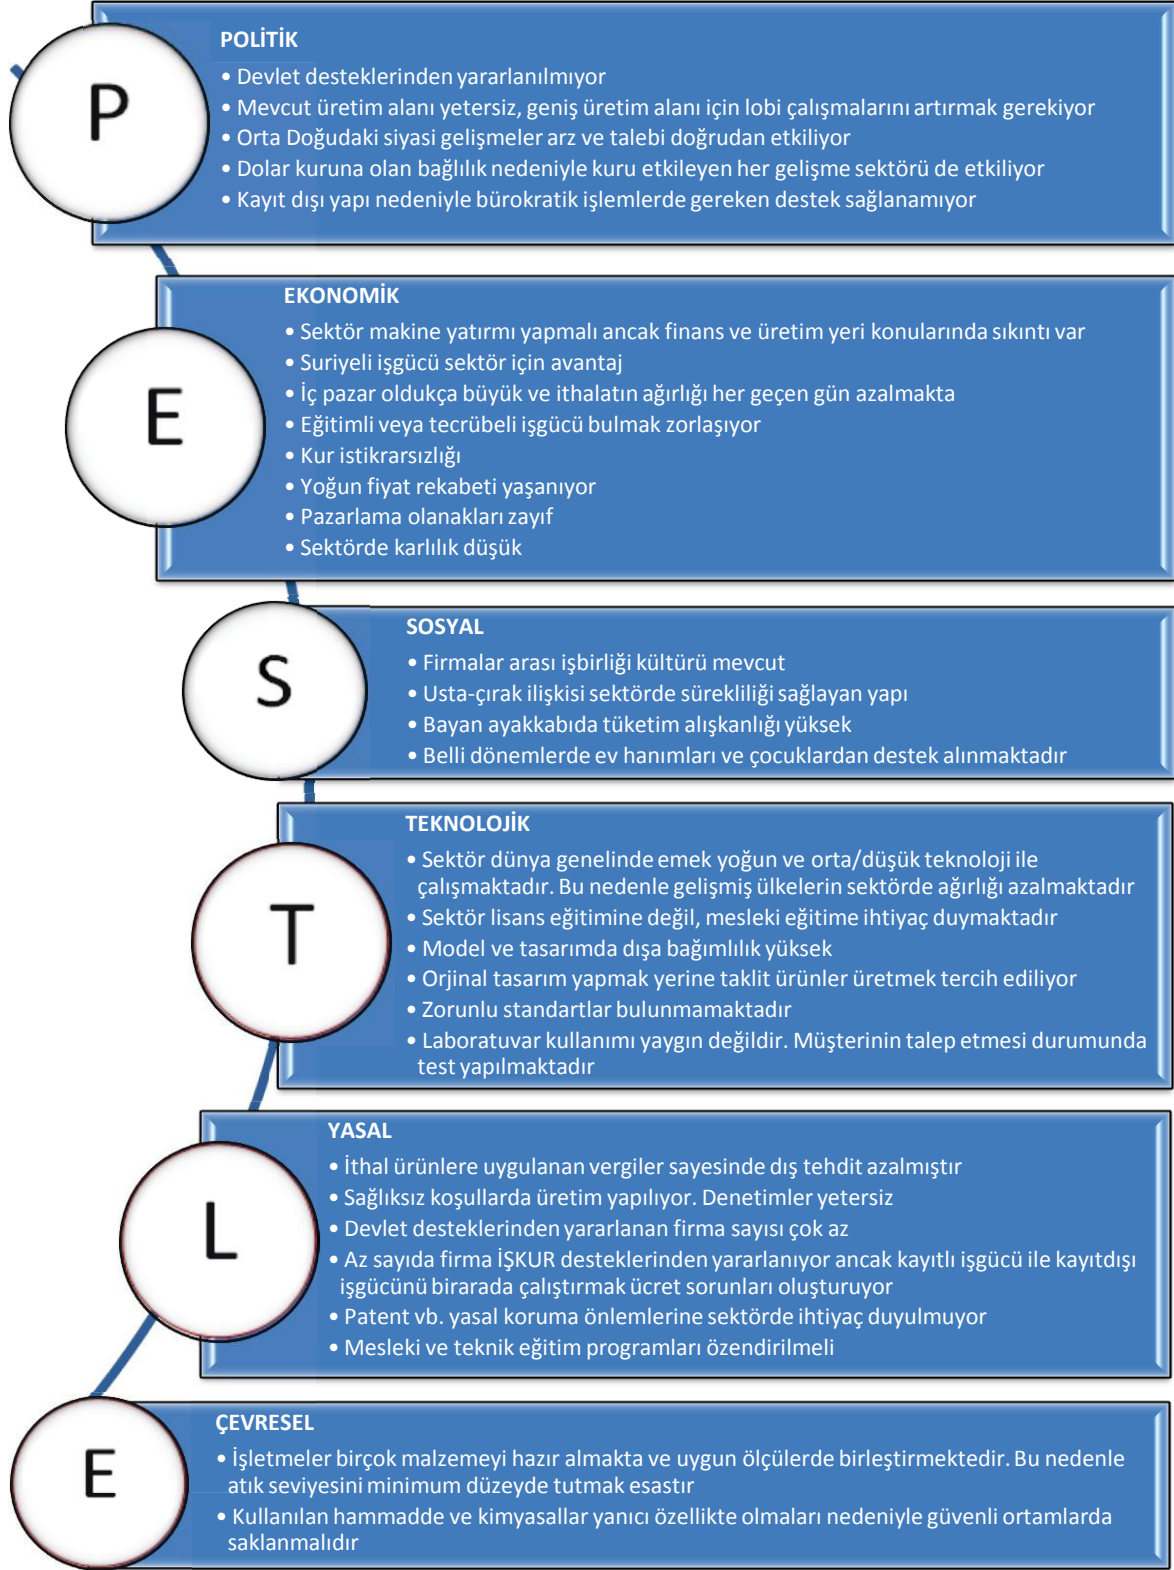 P
POLİTİK
• Devlet desteklerinden yararlanılmıyor
• Mevcut üretim alanı yetersiz, geniş üretim alanı için lobi çalışmalarını artırmak gerekiyor
• Orta Doğudaki siyasi gelişmeler arz ve talebi doğrudan etkiliyor
• Dolar kuruna olan bağlılık nedeniyle kuru etkileyen her gelişme sektörü de etkiliyor
• Kayıt dışı yapı nedeniyle bürokratik işlemlerde gereken destek sağlanamıyor
E
EKONOMİK
• Sektör makine yatırmı yapmalı ancak finans ve üretim yeri konularında sıkıntı var
• Suriyeli işgücü sektör için avantaj
• İç pazar oldukça büyük ve ithalatın ağırlığı her geçen gün azalmakta
• Eğitimli veya tecrübeli işgücü bulmak zorlaşıyor
• Kur istikrarsızlığı
• Yoğun fiyat rekabeti yaşanıyor
• Pazarlama olanakları zayıf
• Sektörde karlılık düşük
S
SOSYAL
• Firmalar arası işbirliği kültürü mevcut
• Usta-çırak ilişkisi sektörde sürekliliği sağlayan yapı
• Bayan ayakkabıda tüketim alışkanlığı yüksek
• Belli dönemlerde ev hanımları ve çocuklardan destek alınmaktadır
T
TEKNOLOJİK
• Sektör dünya genelinde emek yoğun ve orta/düşük teknoloji ile
çalışmaktadır. Bu nedenle gelişmiş ülkelerin sektörde ağırlığı azalmaktadır
• Sektör lisans eğitimine değil, mesleki eğitime ihtiyaç duymaktadır
• Model ve tasarımda dışa bağımlılık yüksek
• Orjinal tasarım yapmak yerine taklit ürünler üretmek tercih ediliyor
• Zorunlu standartlar bulunmamaktadır
• Laboratuvar kullanımı yaygın değildir. Müşterinin talep etmesi durumunda
test yapılmaktadır
L
YASAL
• İthal ürünlere uygulanan vergiler sayesinde dış tehdit azalmıştır
• Sağlıksız koşullarda üretim yapılıyor. Denetimler yetersiz
• Devlet desteklerinden yararlanan firma sayısı çok az
• Az sayıda firma İŞKUR desteklerinden yararlanıyor ancak kayıtlı işgücü ile kayıtdışı
işgücünü birarada çalıştırmak ücret sorunları oluşturuyor
• Patent vb. yasal koruma önlemlerine sektörde ihtiyaç duyulmuyor
• Mesleki ve teknik eğitim programları özendirilmeli
E
ÇEVRESEL
• İşletmeler birçok malzemeyi hazır almakta ve uygun ölçülerde birleştirmektedir. Bu nedenle
atık seviyesini minimum düzeyde tutmak esastır
• Kullanılan hammadde ve kimyasallar yanıcı özellikte olmaları nedeniyle güvenli ortamlarda
saklanmalıdır